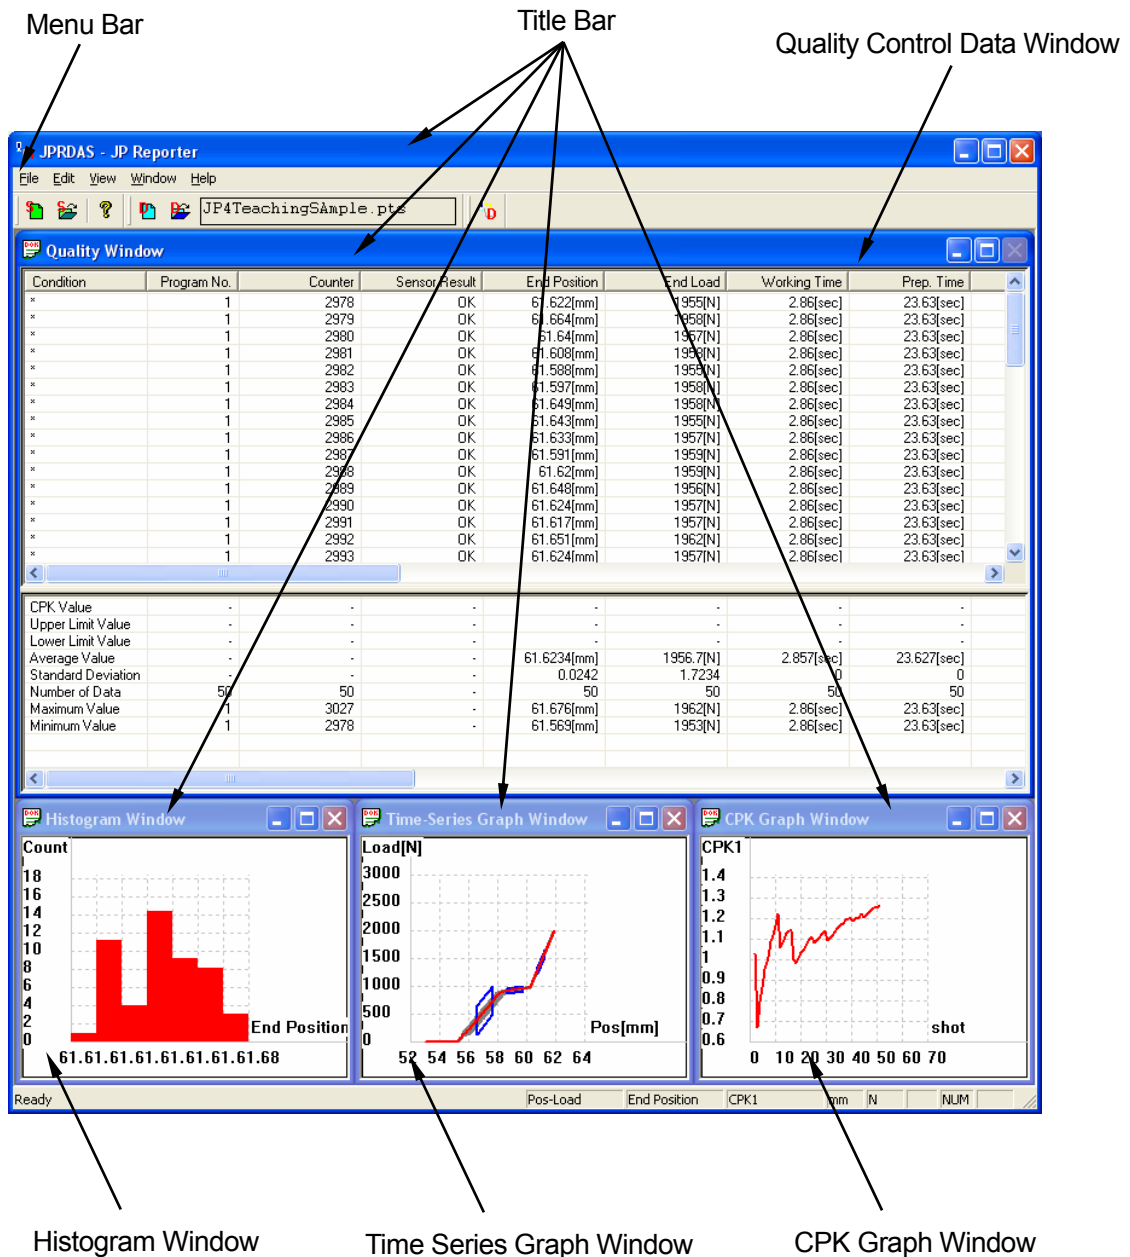 Menu Bar
Title Bar
Quality Control Data Window
JPRDAS - JP Reporter
File Edit View Window Help
JP4TeachingSAmple.pts
Quality Window
Condition Program No. Counter Sensor Result End Position End Load Working Time Prep. Time
* 1 2978 OK 61.622[mm] 1955[N] 2.86[sec] 23.63[sec]
* 1 2979 OK 61.664[mm] 1958[N] 2.86[sec] 23.63[sec]
* 1 2980 OK 61.64[mm] 1957[N] 2.86[sec] 23.63[sec]
* 1 2981 OK 61.608[mm] 1958[N] 2.86[sec] 23.63[sec]
* 1 2982 OK 61.588[mm] 1955[N] 2.86[sec] 23.63[sec]
* 1 2983 OK 61.597[mm] 1958[N] 2.86[sec] 23.63[sec]
* 1 2984 OK 61.649[mm] 1958[N] 2.86[sec] 23.63[sec]
* 1 2985 OK 61.643[mm] 1955[N] 2.86[sec] 23.63[sec]
* 1 2986 OK 61.633[mm] 1957[N] 2.86[sec] 23.63[sec]
* 1 2987 OK 61.591[mm] 1959[N] 2.86[sec] 23.63[sec]
* 1 2988 OK 61.62[mm] 1959[N] 2.86[sec] 23.63[sec]
* 1 2989 OK 61.648[mm] 1956[N] 2.86[sec] 23.63[sec]
* 1 2990 OK 61.624[mm] 1957[N] 2.86[sec] 23.63[sec]
* 1 2991 OK 61.617[mm] 1957[N] 2.86[sec] 23.63[sec]
* 1 2992 OK 61.651[mm] 1962[N] 2.86[sec] 23.63[sec]
* 1 2993 OK 61.624[mm] 1957[N] 2.86[sec] 23.63[sec]
CPK Value - - - - - - -
Upper Limit Value - - - - - - -
Lower Limit Value - - - - - - -
Average Value - - - 61.6234[mm] 1956.7[N] 2.857[sec] 23.627[sec]
Standard Deviation - - - 0.0242 1.7234 0 0
Number of Data 50 50 - 50 50 50 50
Maximum Value 1 3027 - 61.676[mm] 1962[N] 2.86[sec] 23.63[sec]
Minimum Value 1 2978 - 61.569[mm] 1953[N] 2.86[sec] 23.63[sec]
Histogram Window
Count
18
16
14
12
10
8
6
4
2
0
End Position
61.61.61.61.61.61.61.61.68
Time-Series Graph Window
Load[N]
3000
2500
2000
1500
1000
500
0
Pos[mm]
52 54 56 58 60 62 64
CPK Graph Window
CPK1
1.4
1.3
1.2
1.1
1
0.9
0.8
0.7
0.6
shot
0 10 20 30 40 50 60 70
Ready Pos-Load End Position CPK1 mm N NUM
Histogram Window
Time Series Graph Window
CPK Graph Window